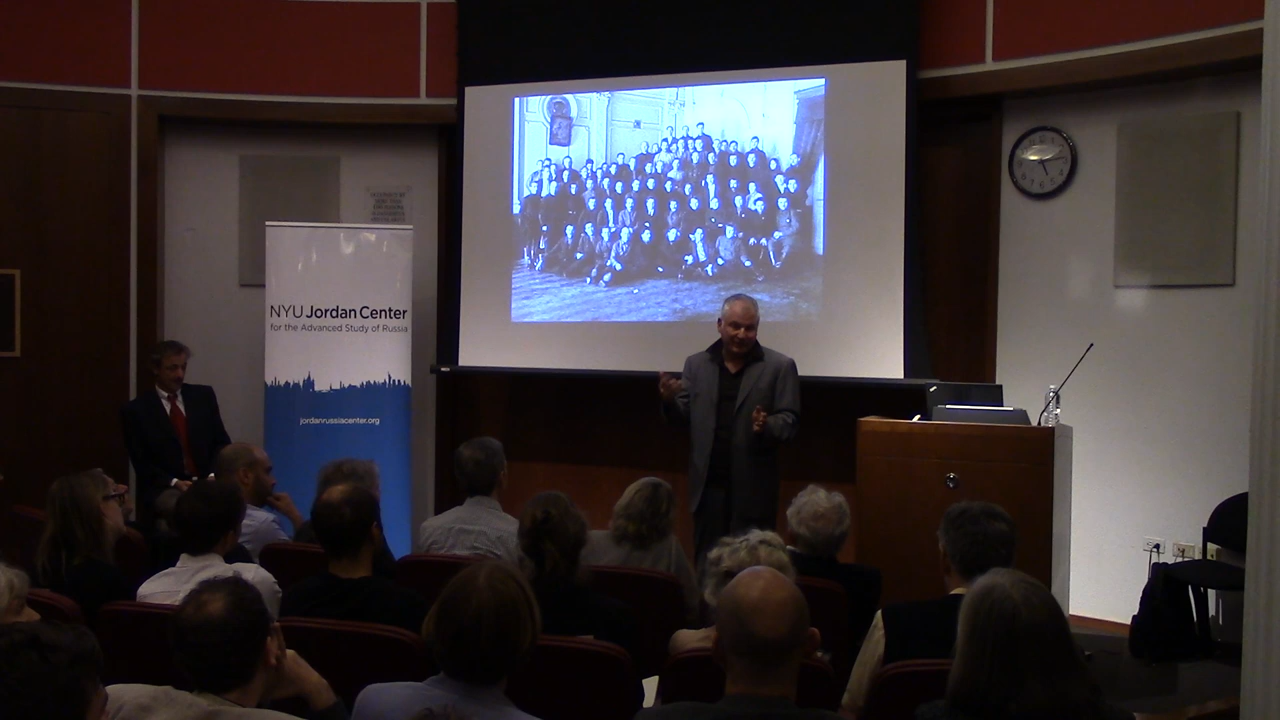 NYU Jordan Center
for the Advanced Study of Russia
jordanrussiacenter.org